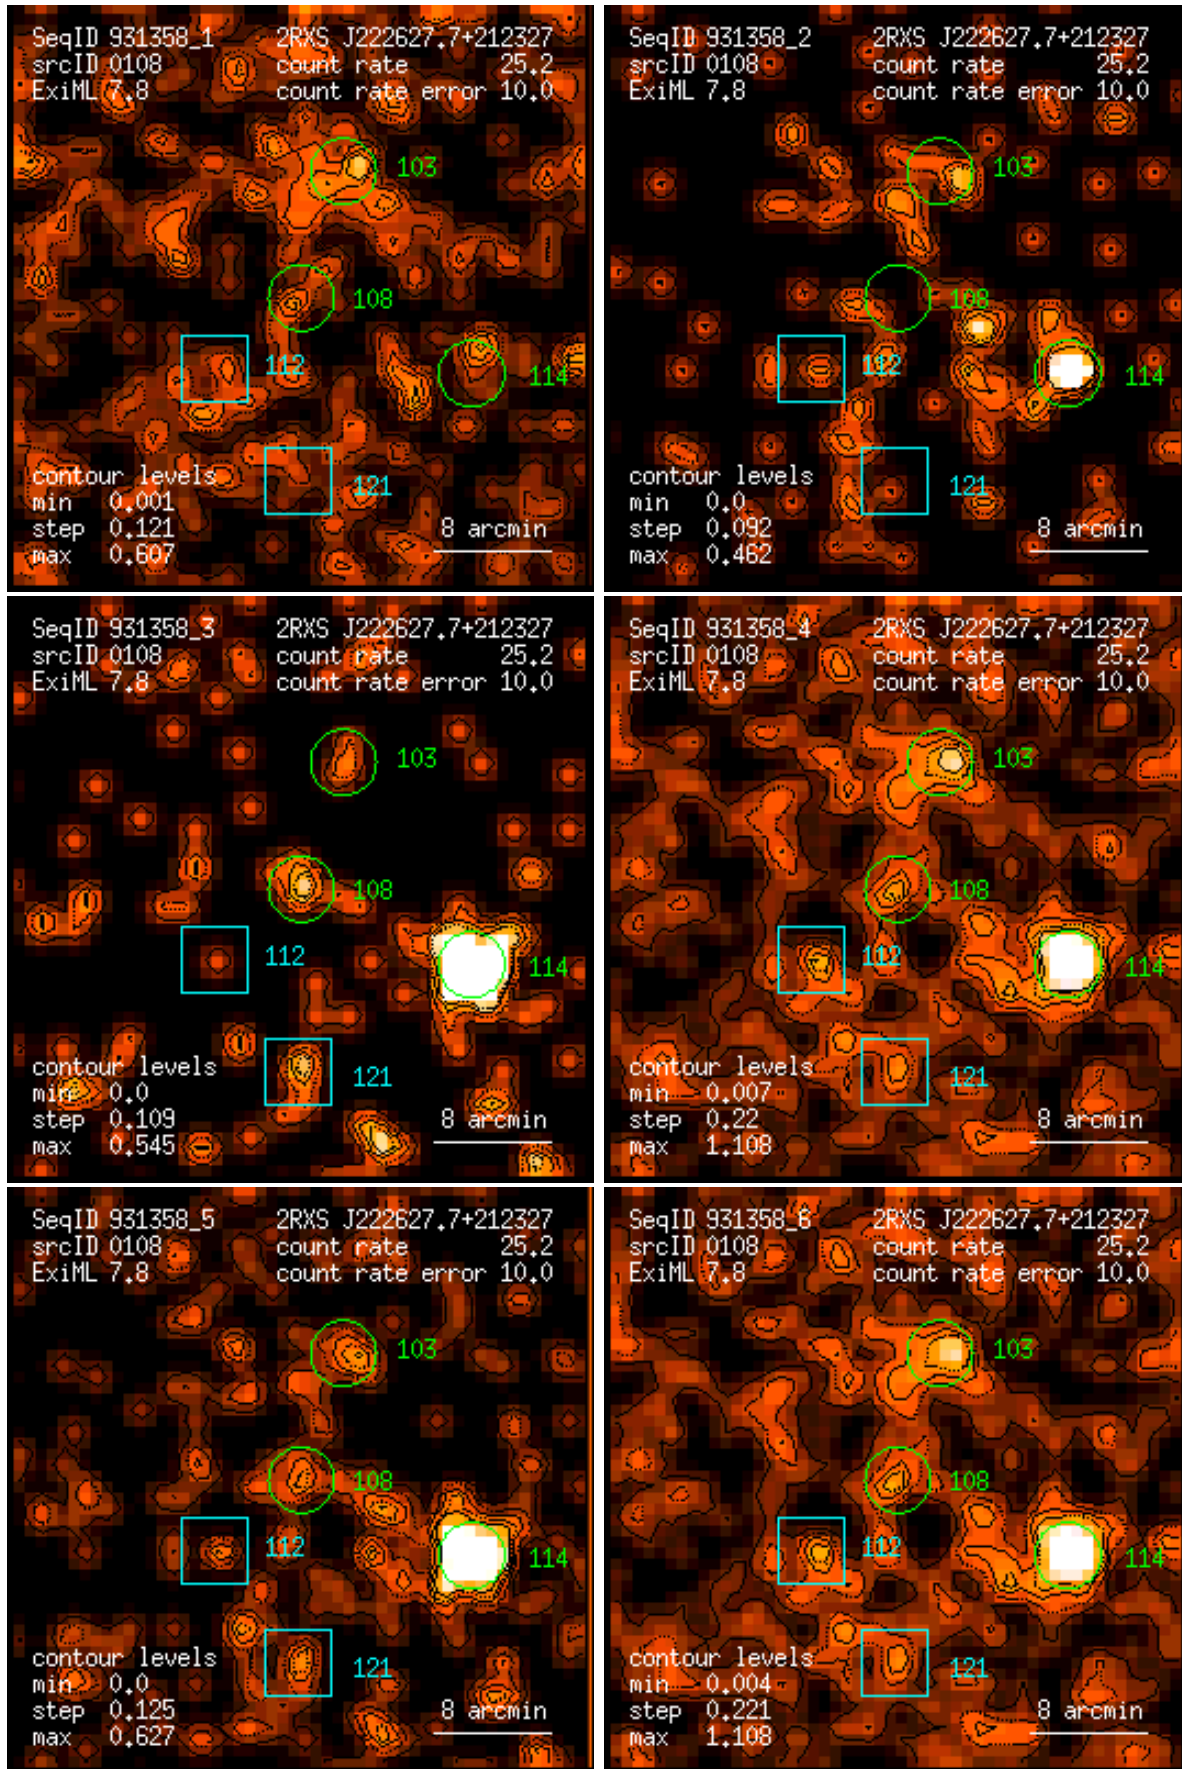 SeqID 931358_1 2RXS J222627.7+212327
srcID 0108 count rate 25.2
ExiML 7.8 count rate error 10.0
103
108
112
114
contour levels
121
min 0.001
step 0.121 8 arcmin
max 0.607
SeqID 931358_2 2RXS J222627.7+212327
srcID 0108 count rate 25.2
ExiML 7.8 count rate error 10.0
103
108
112
114
contour levels
121
min 0.0
step 0.092 8 arcmin
max 0.462
SeqID 931358_3 2RXS J222627.7+212327
srcID 0108 count rate 25.2
ExiML 7.8 count rate error 10.0
103
108
112
114
contour levels
121
min 0.0
step 0.109 8 arcmin
max 0.545
SeqID 931358_4 2RXS J222627.7+212327
srcID 0108 count rate 25.2
ExiML 7.8 count rate error 10.0
103
108
112
114
contour levels
121
min 0.007
step 0.22 8 arcmin
max 1.108
SeqID 931358_5 2RXS J222627.7+212327
srcID 0108 count rate 25.2
ExiML 7.8 count rate error 10.0
103
108
112
114
contour levels
121
min 0.0
step 0.125 8 arcmin
max 0.627
SeqID 931358_6 2RXS J222627.7+212327
srcID 0108 count rate 25.2
ExiML 7.8 count rate error 10.0
103
108
112
114
contour levels
121
min 0.004
step 0.221 8 arcmin
max 1.108